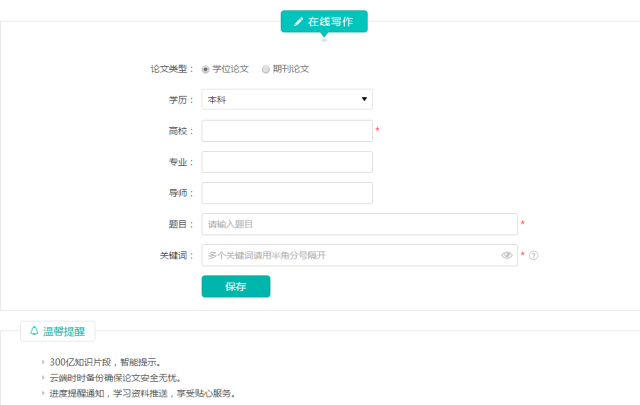 在线写作
论文类型： 学位论文 期刊论文
学历： 本科
高校： *
专业：
导师：
题目： 请输入题目 *
关键词： 多个关键词请用半角分号隔开 * ?
保存
温馨提醒
300亿知识片段，智能提示。
云端时时备份确保论文安全无忧。
进度提醒通知，学习资料推送，享受贴心服务。